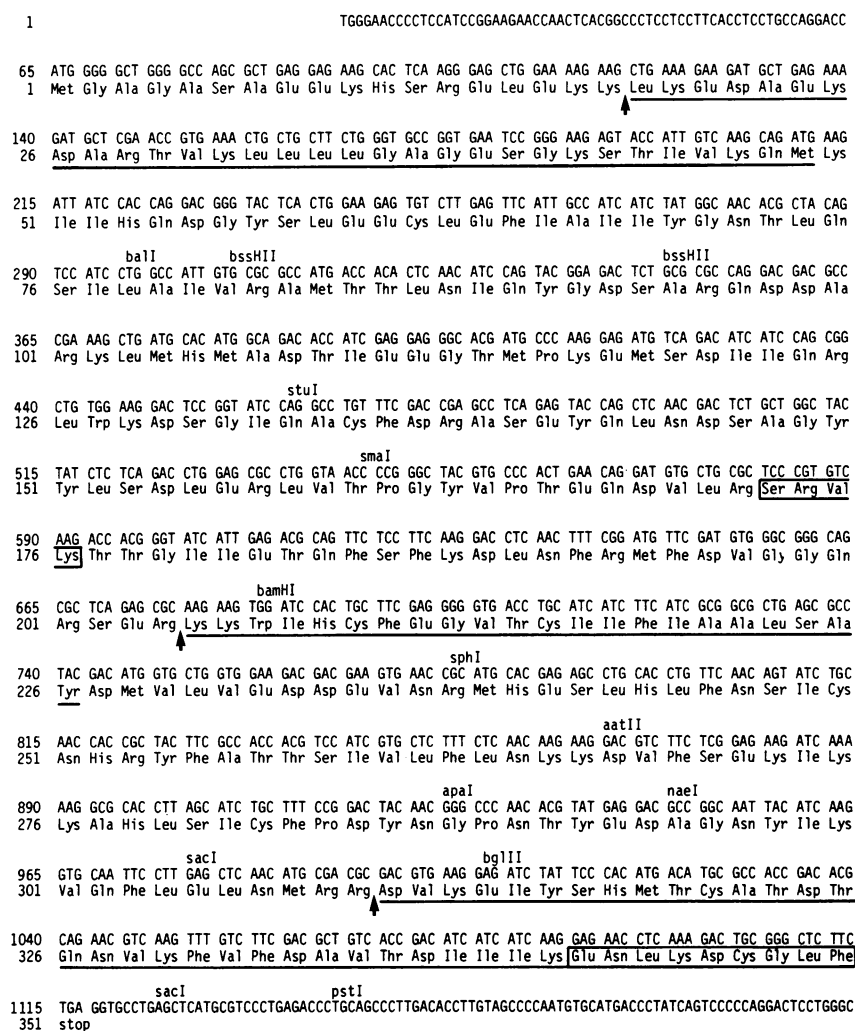 1 TGGGAACCCCTCCATCCGGAAGAACCAACTCACGGCCCTCCTCCTTCACCTCCTGCCAGGACC
65 ATG GGG GCT GGG GCC AGC GCT GAG GAG AAG CAC TCA AGG GAG CTG GAA AAG AAG CTG AAA GAA GAT GCT GAG AAA
1 Met Gly Ala Gly Ala Ser Ala Glu Glu Lys His Ser Arg Glu Leu Glu Lys Lys Leu Lys Glu Asp Ala Glu Lys
140 GAT GCT CGA ACC GTG AAA CTG CTG CTT CTG GGT GCC GGT GAA TCC GGG AAG AGT ACC ATT GTC AAG CAG ATG AAG
26 Asp Ala Arg Thr Val Lys Leu Leu Leu Leu Gly Ala Gly Glu Ser Gly Lys Ser Thr Ile Val Lys Gln Met Lys
215 ATT ATC CAC CAG GAC GGG TAC TCA CTG GAA GAG TGT CTT GAG TTC ATT GCC ATC ATC TAT GGC AAC ACG CTA CAG
51 Ile Ile His Gln Asp Gly Tyr Ser Leu Glu Glu Cys Leu Glu Phe Ile Ala Ile Ile Tyr Gly Asn Thr Leu Gln
balI bssHII bssHII
290 TCC ATC CTG GCC ATT GTG CGC GCC ATG ACC ACA CTC AAC ATC CAG TAC GGA GAC TCT GCG CGC CAG GAC GAC GCC
76 Ser Ile Leu Ala Ile Val Arg Ala Met Thr Thr Leu Asn Ile Gln Tyr Gly Asp Ser Ala Arg Gln Asp Asp Ala
365 CGA AAG CTG ATG CAC ATG GCA GAC ACC ATC GAG GAG GGC ACG ATG CCC AAG GAG ATG TCA GAC ATC ATC CAG CGG
101 Arg Lys Leu Met His Met Ala Asp Thr Ile Glu Glu Gly Thr Met Pro Lys Glu Met Ser Asp Ile Ile Gln Arg
stuI
440 CTG TGG AAG GAC TCC GGT ATC CAG GCC TGT TTC GAC CGA GCC TCA GAG TAC CAG CTC AAC GAC TCT GCT GGC TAC
126 Leu Trp Lys Asp Ser Gly Ile Gln Ala Cys Phe Asp Arg Ala Ser Glu Tyr Gln Leu Asn Asp Ser Ala Gly Tyr
smaI
515 TAT CTC TCA GAC CTG GAG CGC CTG GTA ACC CCG GGC TAC GTG CCC ACT GAA CAG GAT GTG CTG CGC TCC CGT GTC
151 Tyr Leu Ser Asp Leu Glu Arg Leu Val Thr Pro Gly Tyr Val Pro Thr Glu Gln Asp Val Leu Arg Ser Arg Val
590 AAG ACC ACG GGT ATC ATT GAG ACG CAG TTC TCC TTC AAG GAC CTC AAC TTT CGG ATG TTC GAT GTG GGC GGG CAG
176 Lys Thr Thr Gly Ile Ile Glu Thr Gln Phe Ser Phe Lys Asp Leu Asn Phe Arg Met Phe Asp Val Gly Gly Gln
bamHI
665 CGC TCA GAG CGC AAG AAG TGG ATC CAC TGC TTC GAG GGG GTG ACC TGC ATC ATC TTC ATC GCG GCG CTG AGC GCC
201 Arg Ser Glu Arg Lys Lys Trp Ile His Cys Phe Glu Gly Val Thr Cys Ile Ile Phe Ile Ala Ala Leu Ser Ala
sphI
740 TAC GAC ATG GTG CTG GTG GAA GAC GAC GAA GTG AAC CGC ATG CAC GAG AGC CTG CAC CTG TTC AAC AGT ATC TGC
226 Tyr Asp Met Val Leu Val Glu Asp Asp Glu Val Asn Arg Met His Glu Ser Leu His Leu Phe Asn Ser Ile Cys
aatII
815 AAC CAC CGC TAC TTC GCC ACC ACG TCC ATC GTG CTC TTT CTC AAC AAG AAG GAC GTC TTC TCG GAG AAG ATC AAA
251 Asn His Arg Tyr Phe Ala Thr Thr Ser Ile Val Leu Phe Leu Asn Lys Lys Asp Val Phe Ser Glu Lys Ile Lys
apaI naeI
890 AAG GCG CAC CTT AGC ATC TGC TTT CCG GAC TAC AAC GGG CCC AAC ACG TAT GAG GAC GCC GGC AAT TAC ATC AAG
276 Lys Ala His Leu Ser Ile Cys Phe Pro Asp Tyr Asn Gly Pro Asn Thr Tyr Glu Asp Ala Gly Asn Tyr Ile Lys
sacI bglII
965 GTG CAA TTC CTT GAG CTC AAC ATG CGA CGC GAC GTG AAG GAG ATC TAT TCC CAC ATG ACA TGC GCC ACC GAC ACG
301 Val Gln Phe Leu Glu Leu Asn Met Arg Arg Asp Val Lys Glu Ile Tyr Ser His Met Thr Cys Ala Thr Asp Thr
1040 CAG AAC GTC AAG TTT GTC TTC GAC GCT GTC ACC GAC ATC ATC ATC AAG GAG AAC CTC AAA GAC TGC GGG CTC TTC
326 Gln Asn Val Lys Phe Val Phe Asp Ala Val Thr Asp Ile Ile Ile Lys Glu Asn Leu Lys Asp Cys Gly Leu Phe
sacI pstI
1115 TGA GGTGCCTGAGCTCATGCGTCCCTGAGACCCTGCAGCCCTTGACACCTTGTAGCCCCAATGTGCATGACCCTATCAGTCCCCCAGGACTCCTGGGC
351 stop